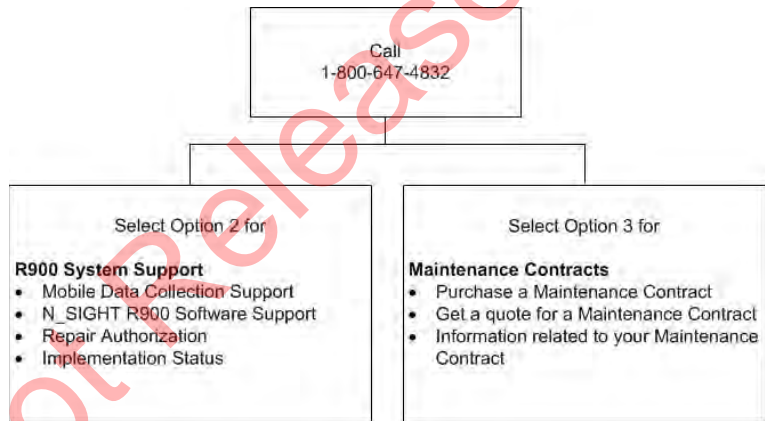 Call
1-800-647-4832
Select Option 2 for
R900 System Support
• Mobile Data Collection Support
• N_SIGHT R900 Software Support
• Repair Authorization
• Implementation Status
Select Option 3 for
Maintenance Contracts
• Purchase a Maintenance Contract
• Get a quote for a Maintenance Contract
• Information related to your Maintenance
Contract